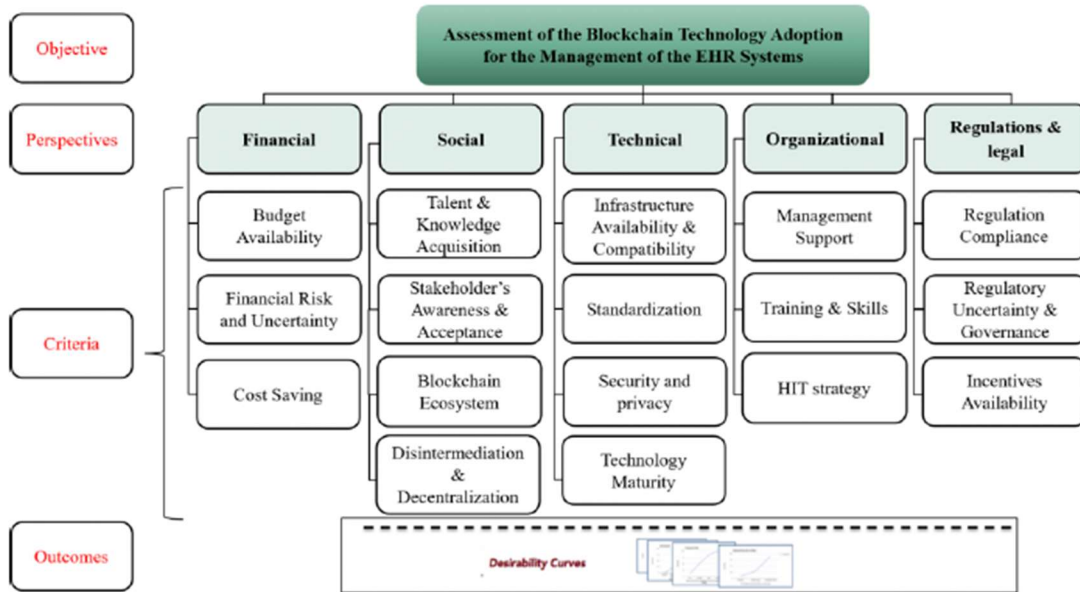 Objective
Assessment of the Blockchain Technology Adoption
for the Management of the EHR Systems
Perspectives
Financial
Social
Technical
Organizational
Regulations &
legal
Criteria
Budget
Availability
Financial Risk
and Uncertainty
Cost Saving
Talent &
Knowledge
Acquisition
Stakeholder's
Awareness &
Acceptance
Blockchain
Ecosystem
Disintermediation
&
Decentralization
Infrastructure
Availability &
Compatibility
Standardization
Security and
privacy
Technology
Maturity
Management
Support
Training & Skills
HIT strategy
Regulation
Compliance
Regulatory
Uncertainty &
Governance
Incentives
Availability
Outcomes
Desirability Curves